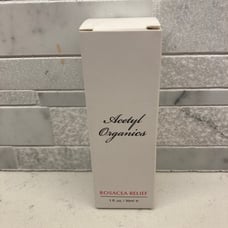 Acetyl
Organics
ROSACEA-RELIEF
1 fl oz / 30ml e